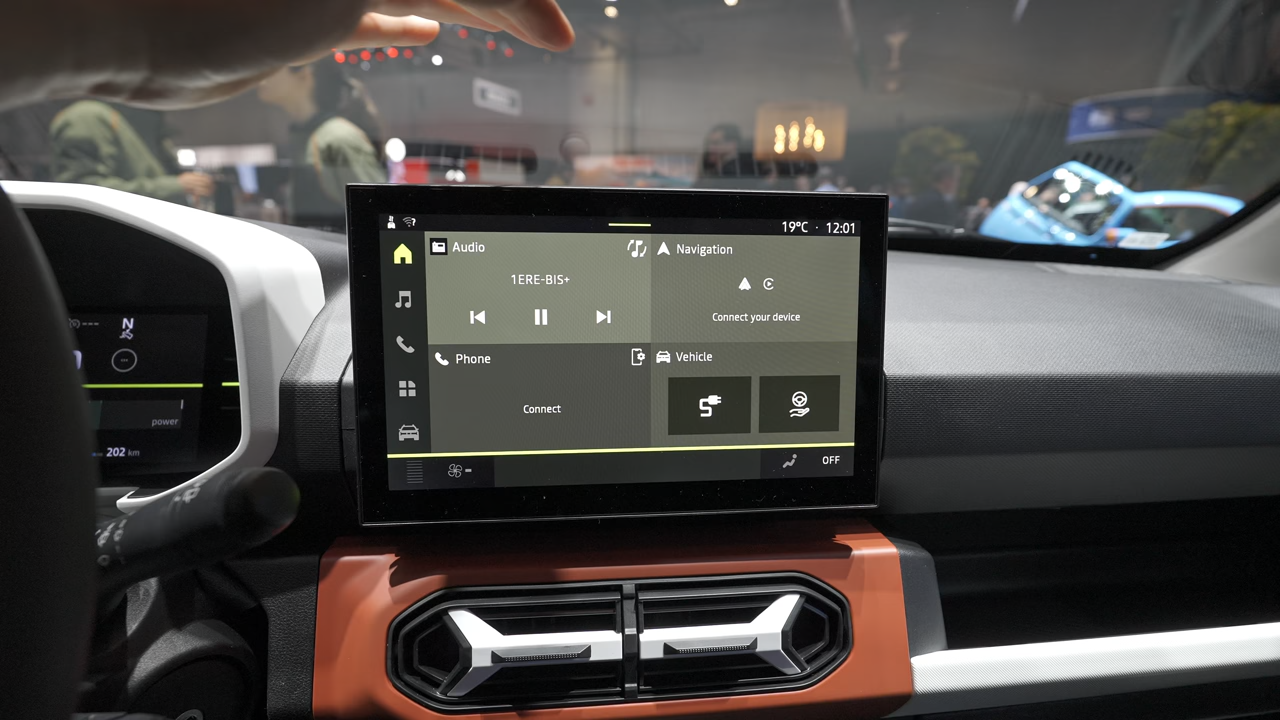 19°C · 12:01
Audio
1ERE-BIS+
Navigation
Connect your device
Phone
Connect
Vehicle
OFF
N
power
202 km